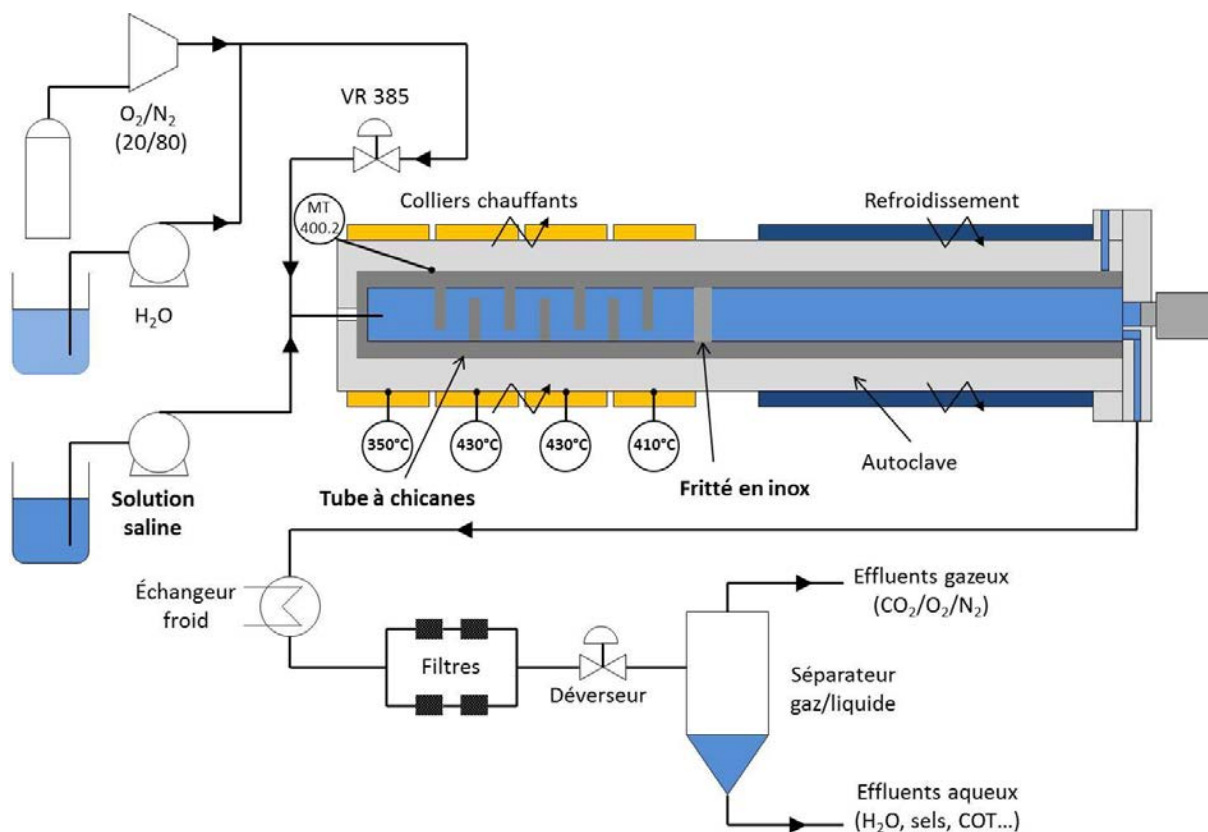 O₂/N₂
(20/80)
VR 385
H₂O
MT
400.2
Colliers chauffants
Refroidissement
350°C
430°C
430°C
410°C
Autoclave
Tube à chicanes
Fritté en inox
Solution
saline
Échangeur
froid
Filtres
Déverseur
Effluents gazeux
(CO₂/O₂/N₂)
Séparateur
gaz/liquide
Effluents aqueux
(H₂O, sels, COT...)